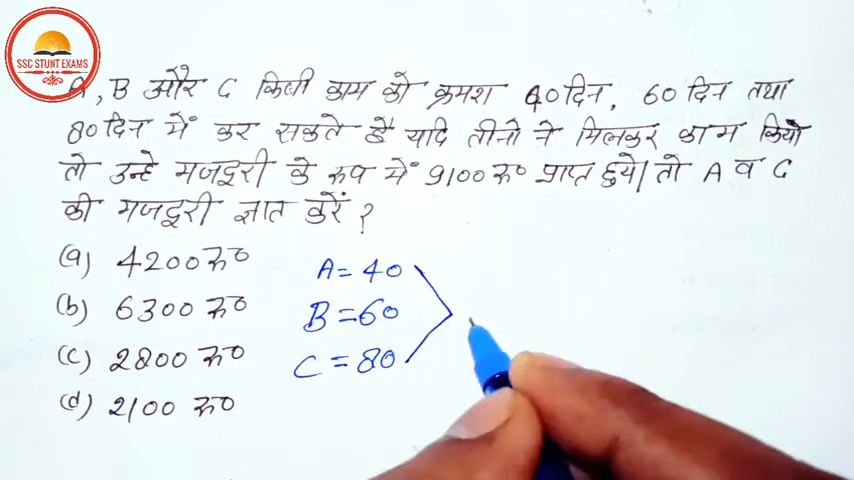 SSC STUNT EXAMS
A, B और C किसी काम को क्रमश 40 दिन, 60 दिन तथा
80 दिन में कर सकते है यदि तीनो ने मिलकर काम किया
तो उन्हे मजदूरी के रुप में 9100 रु० प्राप्त हुये। तो A व C
की मजदूरी ज्ञात करें ?
(a) 4200 रु०
(b) 6300 रु०
(c) 2800 रु०
(d) 2100 रु०
A = 40
B = 60
C = 80